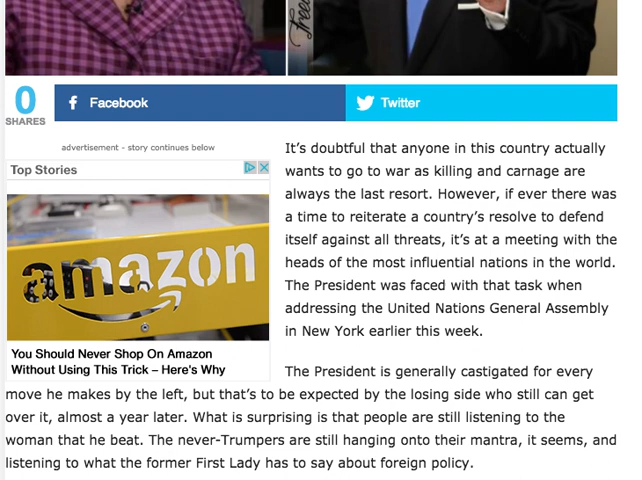 Free
0
SHARES
Facebook
Twitter
advertisement - story continues below
Top Stories
amazon
You Should Never Shop On Amazon
Without Using This Trick – Here's Why
It’s doubtful that anyone in this country actually
wants to go to war as killing and carnage are
always the last resort. However, if ever there was
a time to reiterate a country’s resolve to defend
itself against all threats, it’s at a meeting with the
heads of the most influential nations in the world.
The President was faced with that task when
addressing the United Nations General Assembly
in New York earlier this week.
The President is generally castigated for every
move he makes by the left, but that’s to be expected by the losing side who still can get
over it, almost a year later. What is surprising is that people are still listening to the
woman that he beat. The never-Trumpers are still hanging onto their mantra, it seems, and
listening to what the former First Lady has to say about foreign policy.